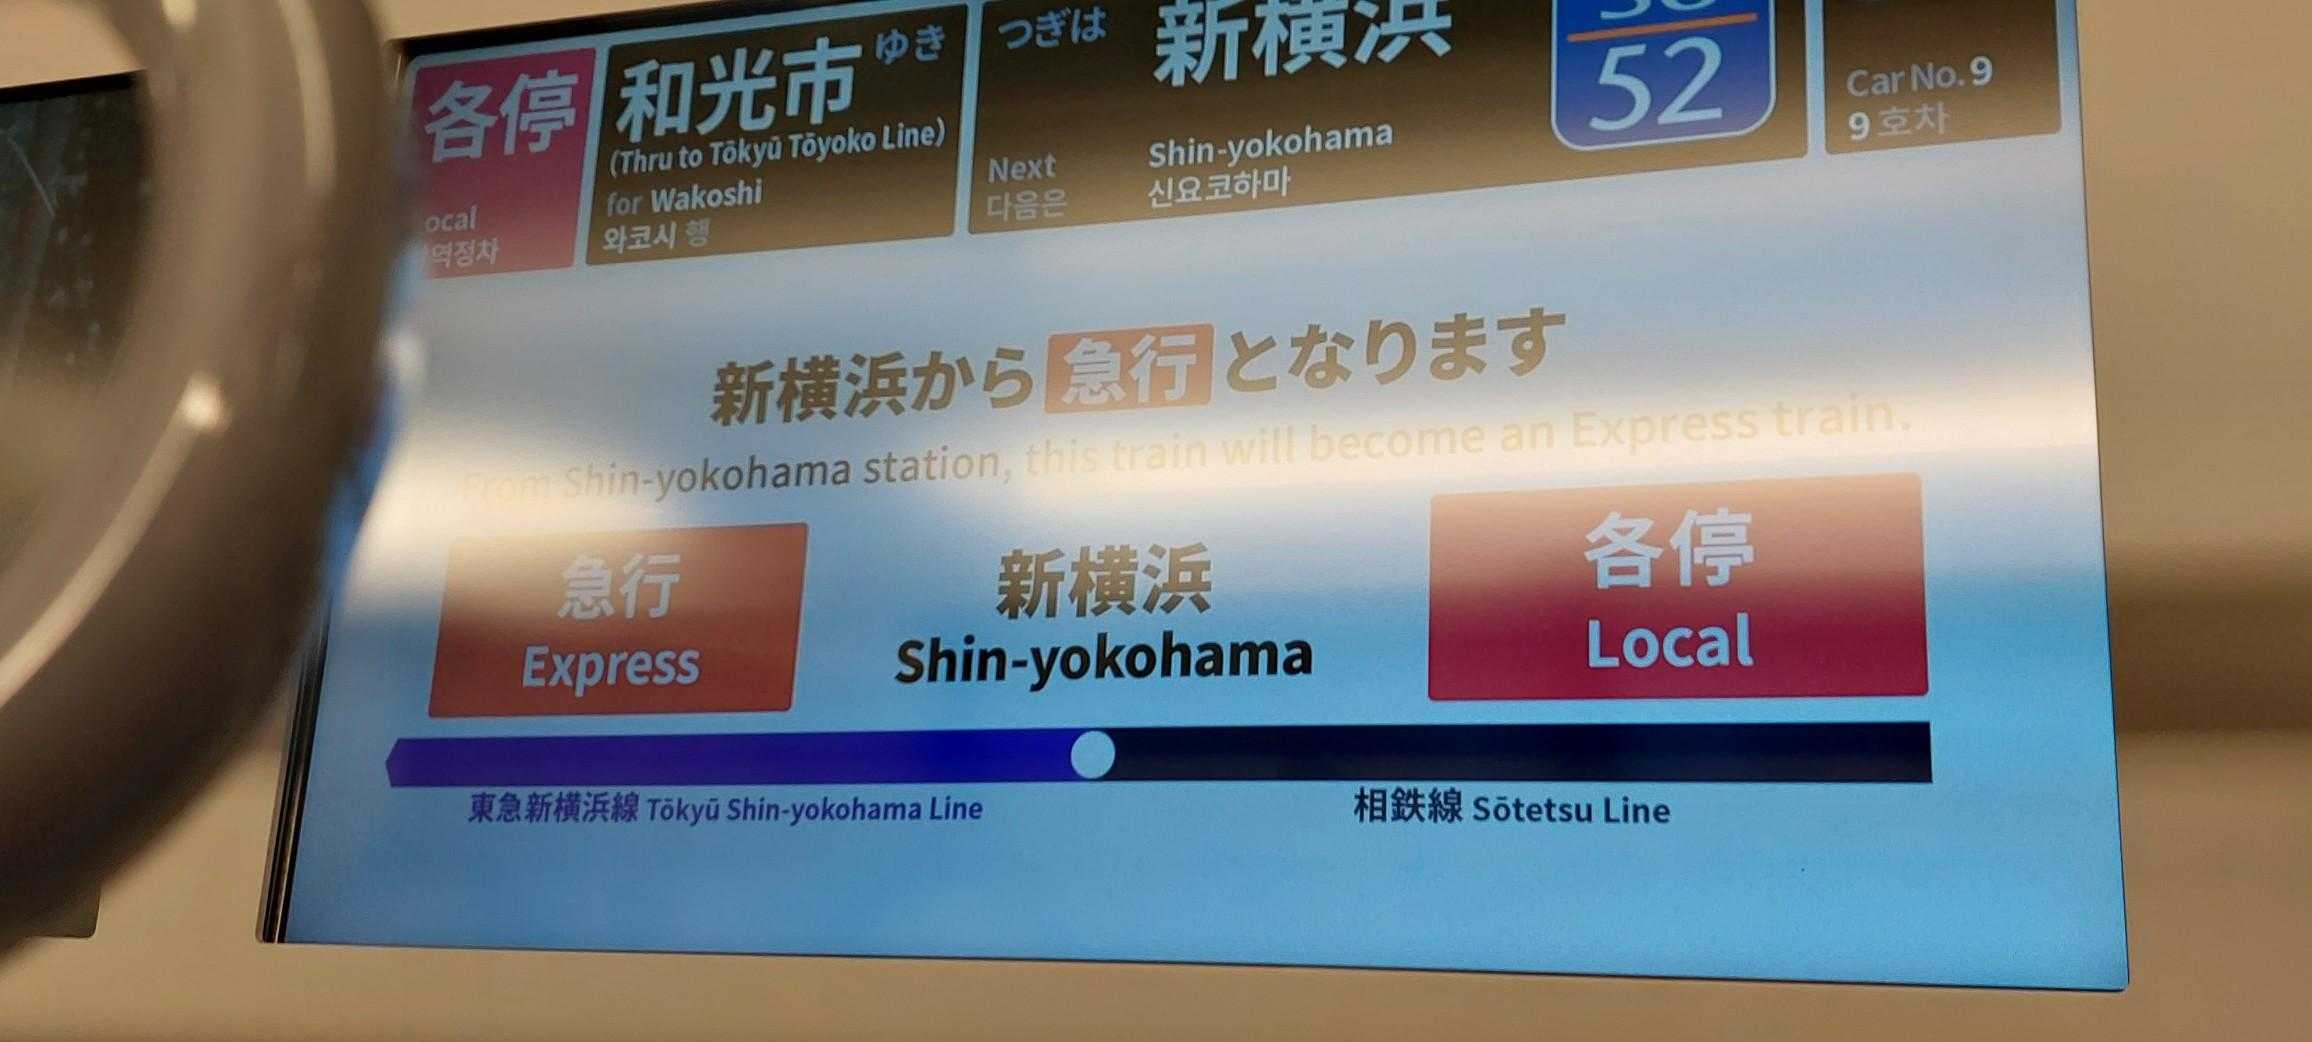 各停
ocal
역정차
和光市 ゆき
(Thru to Tōkyū Tōyoko Line)
for Wakoshi
와코시 행
つぎは 新横浜
Next Shin-yokohama
다음은 신요코하마
52
Car No. 9
9 호차
新横浜から 急行 となります
From Shin-yokohama station, this train will become an Express train.
急行
Express
新横浜
Shin-yokohama
各停
Local
東急新横浜線 Tōkyū Shin-yokohama Line
相鉄線 Sōtetsu Line